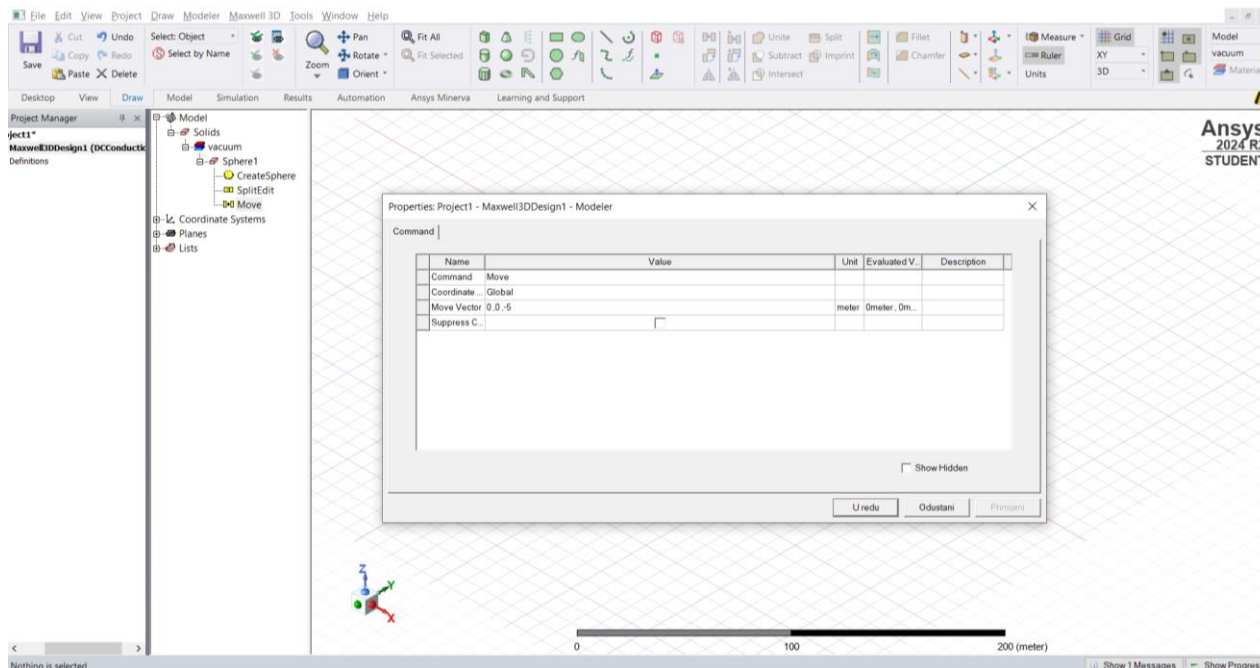 File Edit View Project Draw Modeler Maxwell 3D Tools Window Help
Save
Cut
Copy
Paste
Undo
Redo
Delete
Select: Object
Select by Name
Zoom
Pan
Rotate
Orient
Fit All
Fit Selected
Unite
Subtract
Intersect
Split
Imprint
Fillet
Chamfer
Measure
Ruler
Units
Grid
XY
3D
Model
vacuum
Materia
Desktop View Draw Model Simulation Results Automation Ansys Minerva Learning and Support
Project Manager
ject1*
Maxwell3DDesign1 (DCConductic
Definitions
Model
Solids
vacuum
Sphere1
CreateSphere
SplitEdit
Move
Coordinate Systems
Planes
Lists
Ansys
2024 R
STUDENT
Properties: Project1 - Maxwell3DDesign1 - Modeler
Command
Name Value Unit Evaluated V... Description
Command Move
Coordinate ... Global
Move Vector 0 ,0 ,-5 meter 0meter , 0m...
Suppress C...
Show Hidden
U redu Odustani Primijeni
Z
Y
X
0 100 200 (meter)
Nothing is selected
Show 1 Messages Show Progres